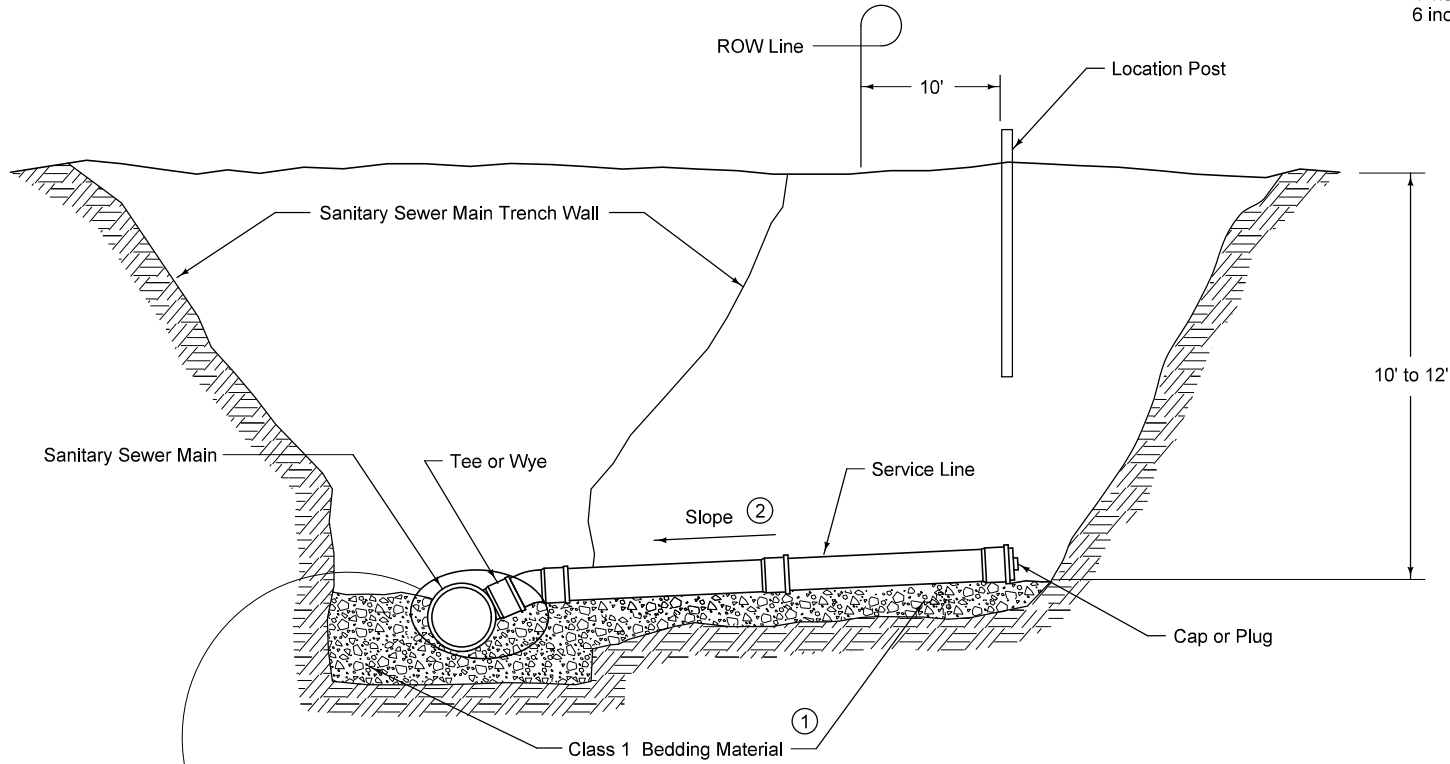 6 inc
ROW Line
10'
Location Post
Sanitary Sewer Main Trench Wall
10' to 12'
Sanitary Sewer Main
Tee or Wye
Service Line
Slope 2
Cap or Plug
1
Class 1 Bedding Material